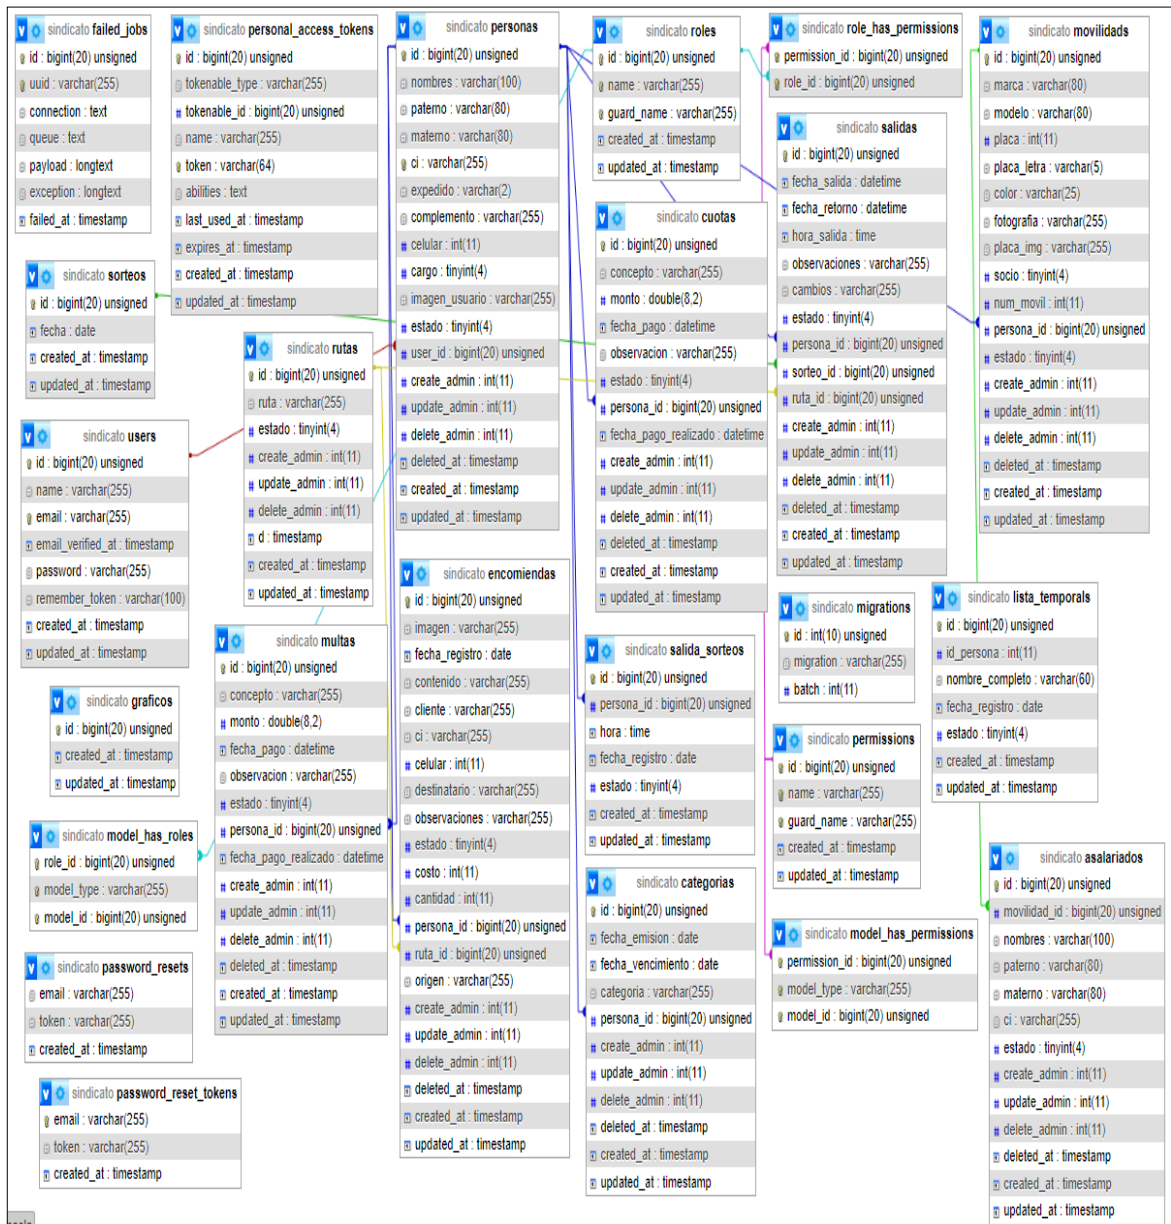 sindicato failed_jobs
id : bigint(20) unsigned
uuid : varchar(255)
connection : text
queue : text
payload : longtext
exception : longtext
failed_at : timestamp
sindicato personal_access_tokens
id : bigint(20) unsigned
tokenable_type : varchar(255)
tokenable_id : bigint(20) unsigned
name : varchar(255)
token : varchar(64)
abilities : text
last_used_at : timestamp
expires_at : timestamp
created_at : timestamp
updated_at : timestamp
sindicato personas
id : bigint(20) unsigned
nombres : varchar(100)
paterno : varchar(80)
materno : varchar(80)
ci : varchar(255)
expedido : varchar(2)
complemento : varchar(255)
celular : int(11)
cargo : tinyint(4)
imagen_usuario : varchar(255)
estado : tinyint(4)
user_id : bigint(20) unsigned
create_admin : int(11)
update_admin : int(11)
delete_admin : int(11)
deleted_at : timestamp
created_at : timestamp
updated_at : timestamp
sindicato roles
id : bigint(20) unsigned
name : varchar(255)
guard_name : varchar(255)
created_at : timestamp
updated_at : timestamp
sindicato role_has_permissions
permission_id : bigint(20) unsigned
role_id : bigint(20) unsigned
sindicato movilidads
id : bigint(20) unsigned
marca : varchar(80)
modelo : varchar(80)
placa : int(11)
placa_letra : varchar(5)
color : varchar(25)
fotografia : varchar(255)
placa_img : varchar(255)
socio : tinyint(4)
num_movil : int(11)
persona_id : bigint(20) unsigned
estado : tinyint(4)
create_admin : int(11)
update_admin : int(11)
delete_admin : int(11)
deleted_at : timestamp
created_at : timestamp
updated_at : timestamp
sindicato salidas
id : bigint(20) unsigned
fecha_salida : datetime
fecha_retorno : datetime
hora_salida : time
observaciones : varchar(255)
cambios : varchar(255)
estado : tinyint(4)
persona_id : bigint(20) unsigned
sorteo_id : bigint(20) unsigned
ruta_id : bigint(20) unsigned
create_admin : int(11)
update_admin : int(11)
delete_admin : int(11)
deleted_at : timestamp
created_at : timestamp
updated_at : timestamp
sindicato cuotas
id : bigint(20) unsigned
concepto : varchar(255)
monto : double(8,2)
fecha_pago : datetime
observacion : varchar(255)
estado : tinyint(4)
persona_id : bigint(20) unsigned
fecha_pago_realizado : datetime
create_admin : int(11)
update_admin : int(11)
delete_admin : int(11)
deleted_at : timestamp
created_at : timestamp
updated_at : timestamp
sindicato sorteos
id : bigint(20) unsigned
fecha : date
created_at : timestamp
updated_at : timestamp
sindicato rutas
id : bigint(20) unsigned
ruta : varchar(255)
estado : tinyint(4)
create_admin : int(11)
update_admin : int(11)
delete_admin : int(11)
d : timestamp
created_at : timestamp
updated_at : timestamp
sindicato users
id : bigint(20) unsigned
name : varchar(255)
email : varchar(255)
email_verified_at : timestamp
password : varchar(255)
remember_token : varchar(100)
created_at : timestamp
updated_at : timestamp
sindicato encomiendas
id : bigint(20) unsigned
imagen : varchar(255)
fecha_registro : date
contenido : varchar(255)
cliente : varchar(255)
ci : varchar(255)
celular : int(11)
destinatario : varchar(255)
observaciones : varchar(255)
estado : tinyint(4)
costo : int(11)
cantidad : int(11)
persona_id : bigint(20) unsigned
ruta_id : bigint(20) unsigned
origen : varchar(255)
create_admin : int(11)
update_admin : int(11)
delete_admin : int(11)
deleted_at : timestamp
created_at : timestamp
updated_at : timestamp
sindicato multas
id : bigint(20) unsigned
concepto : varchar(255)
monto : double(8,2)
fecha_pago : datetime
observacion : varchar(255)
estado : tinyint(4)
persona_id : bigint(20) unsigned
fecha_pago_realizado : datetime
create_admin : int(11)
update_admin : int(11)
delete_admin : int(11)
deleted_at : timestamp
created_at : timestamp
updated_at : timestamp
sindicato migrations
id : int(10) unsigned
migration : varchar(255)
batch : int(11)
sindicato lista_temporals
id : bigint(20) unsigned
id_persona : int(11)
nombre_completo : varchar(60)
fecha_registro : date
estado : tinyint(4)
created_at : timestamp
updated_at : timestamp
sindicato salida_sorteos
id : bigint(20) unsigned
persona_id : bigint(20) unsigned
hora : time
fecha_registro : date
estado : tinyint(4)
created_at : timestamp
updated_at : timestamp
sindicato graficos
id : bigint(20) unsigned
created_at : timestamp
updated_at : timestamp
sindicato permissions
id : bigint(20) unsigned
name : varchar(255)
guard_name : varchar(255)
created_at : timestamp
updated_at : timestamp
sindicato model_has_roles
role_id : bigint(20) unsigned
model_type : varchar(255)
model_id : bigint(20) unsigned
sindicato asalariados
id : bigint(20) unsigned
movilidad_id : bigint(20) unsigned
nombres : varchar(100)
paterno : varchar(80)
materno : varchar(80)
ci : varchar(255)
estado : tinyint(4)
create_admin : int(11)
update_admin : int(11)
delete_admin : int(11)
deleted_at : timestamp
created_at : timestamp
updated_at : timestamp
sindicato categorias
id : bigint(20) unsigned
fecha_emision : date
fecha_vencimiento : date
categoria : varchar(255)
persona_id : bigint(20) unsigned
create_admin : int(11)
update_admin : int(11)
delete_admin : int(11)
deleted_at : timestamp
created_at : timestamp
updated_at : timestamp
sindicato model_has_permissions
permission_id : bigint(20) unsigned
model_type : varchar(255)
model_id : bigint(20) unsigned
sindicato password_resets
email : varchar(255)
token : varchar(255)
created_at : timestamp
sindicato password_reset_tokens
email : varchar(255)
token : varchar(255)
created_at : timestamp